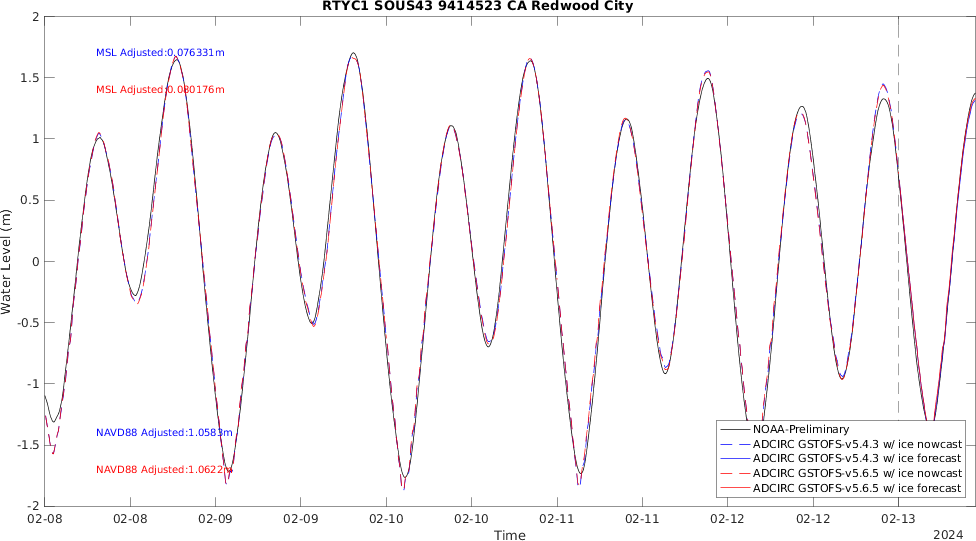 RTYC1 SOUS43 9414523 CA Redwood City
2
1.5
1
0.5
0
-0.5
-1
-1.5
-2
Water Level (m)
MSL Adjusted:0.076331m
MSL Adjusted:0.080176m
NAVD88 Adjusted:1.0583m
NAVD88 Adjusted:1.0622m
NOAA-Preliminary
ADCIRC GSTOFS-v5.4.3 w/ ice nowcast
ADCIRC GSTOFS-v5.4.3 w/ ice forecast
ADCIRC GSTOFS-v5.6.5 w/ ice nowcast
ADCIRC GSTOFS-v5.6.5 w/ ice forecast
02-08 02-08 02-09 02-09 02-10 02-10 02-11 02-11 02-12 02-12 02-13
Time
2024